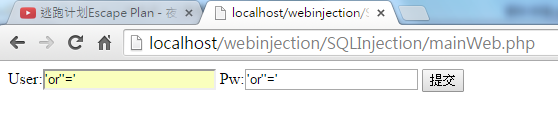 逃跑计划Escape Plan - 夜
localhost/webinjection/S
localhost/webinjection/SQLInjection/mainWeb.php
User: 'or''=' Pw: 'or''=' 提交